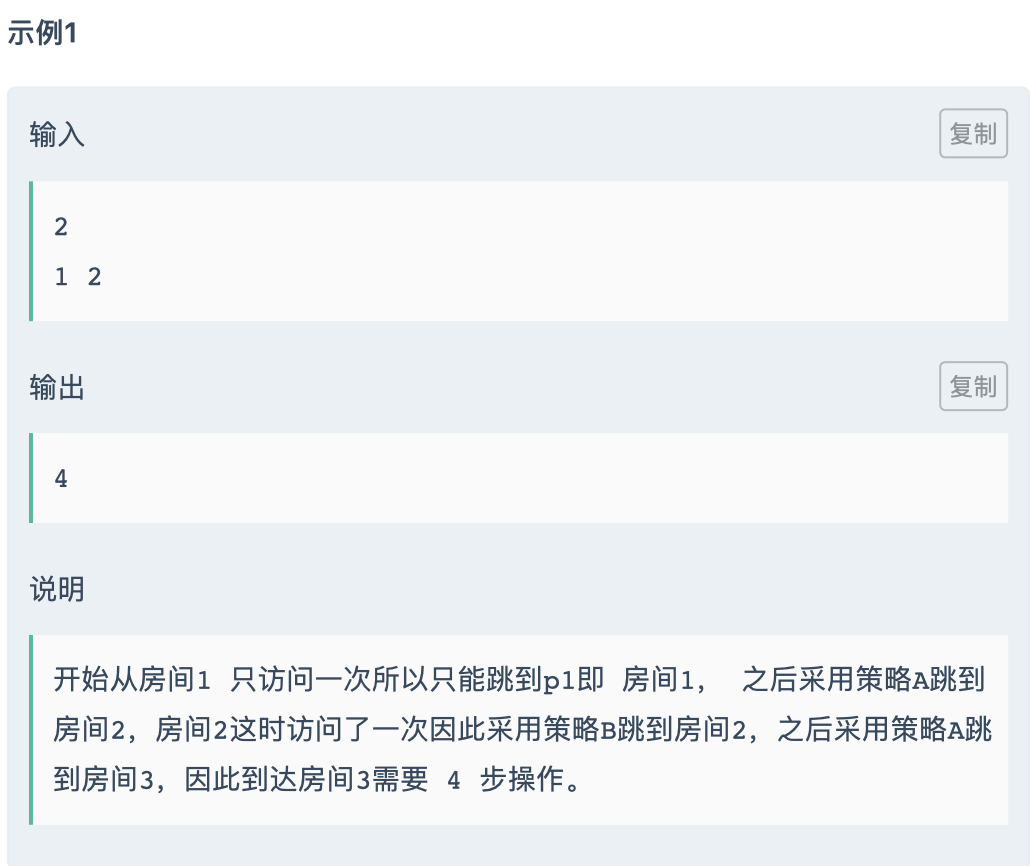 示例1
输入
复制
2
1 2
输出
复制
4
说明
开始从房间1 只访问一次所以只能跳到p1即 房间1， 之后采用策略A跳到
房间2，房间2这时访问了一次因此采用策略B跳到房间2，之后采用策略A跳
到房间3，因此到达房间3需要 4 步操作。